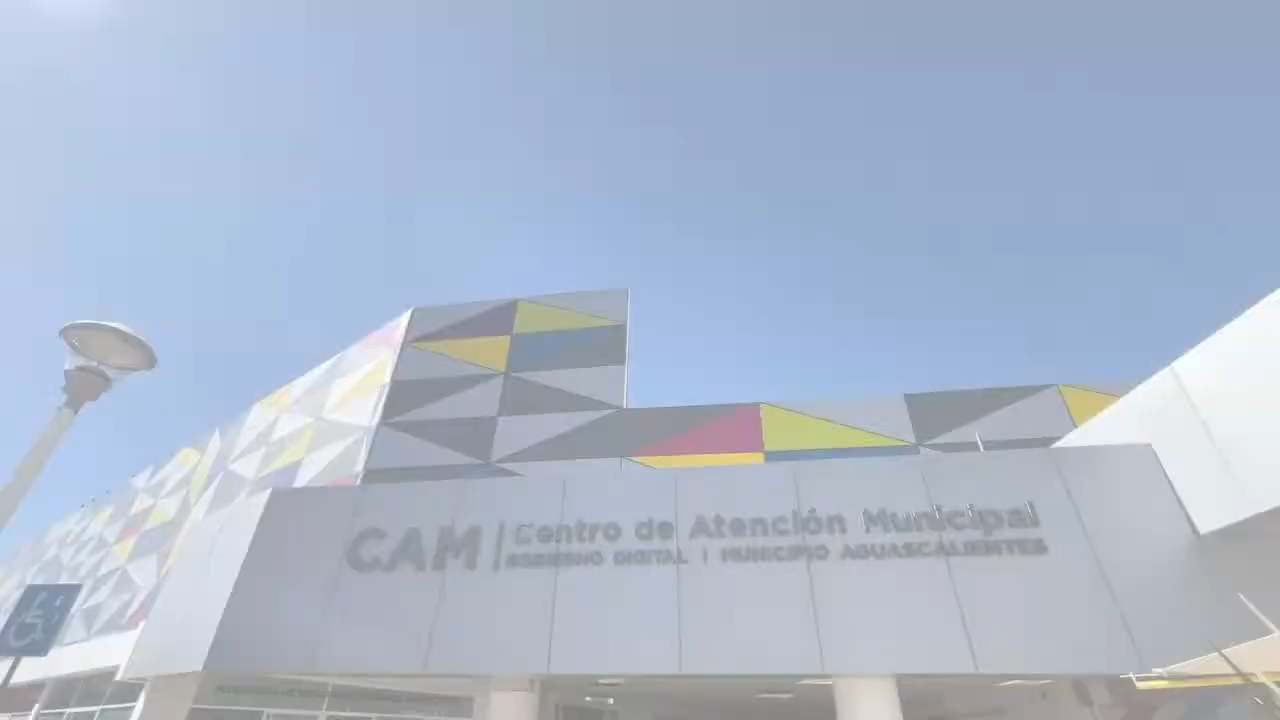 CAM | Centro de Atención Municipal
GOBIERNO DIGITAL | MUNICIPIO AGUASCALIENTES